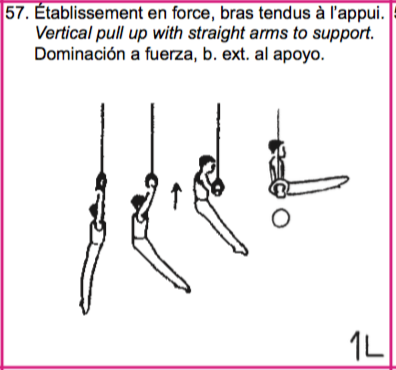 57. Établissement en force, bras tendus à l'appui.
Vertical pull up with straight arms to support.
Dominación a fuerza, b. ext. al apoyo.
1L